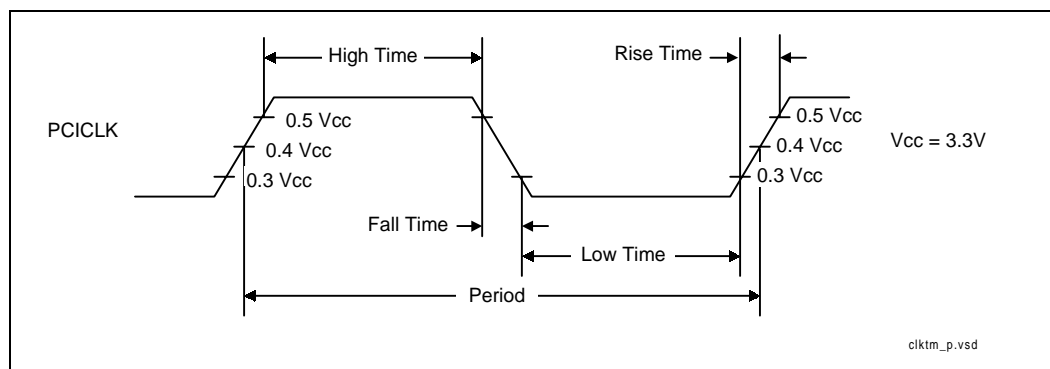 High Time
Rise Time
PCICLK
0.5 Vcc
0.4 Vcc
0.3 Vcc
0.5 Vcc
0.4 Vcc
0.3 Vcc
Vcc = 3.3V
Fall Time
Low Time
Period
clktm_p.vsd